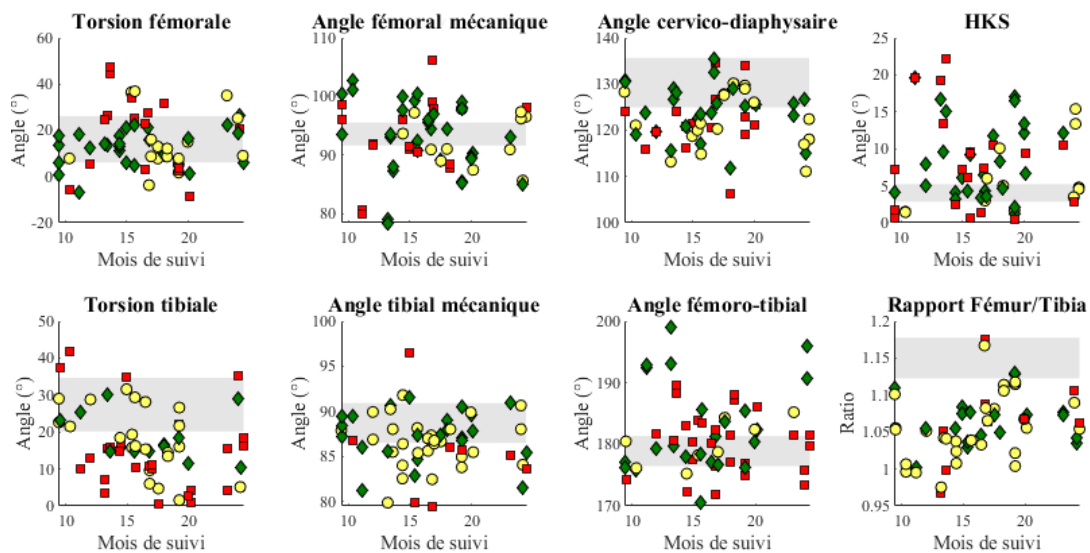 Torsion fémorale
Angle fémoral mécanique
Angle cervico-diaphysaire
HKS
60
40
20
0
-20
Angle (°)
10 15 20
Mois de suivi
110
100
90
80
Angle (°)
10 15 20
Mois de suivi
140
130
120
110
100
Angle (°)
10 15 20
Mois de suivi
25
20
15
10
5
0
Angle (°)
10 15 20
Mois de suivi
Torsion tibiale
Angle tibial mécanique
Angle fémoro-tibial
Rapport Fémur/Tibia
50
40
30
20
10
0
Angle (°)
10 15 20
Mois de suivi
100
95
90
85
80
Angle (°)
10 15 20
Mois de suivi
200
190
180
170
Angle (°)
10 15 20
Mois de suivi
1.2
1.15
1.1
1.05
1
0.95
Ratio
10 15 20
Mois de suivi